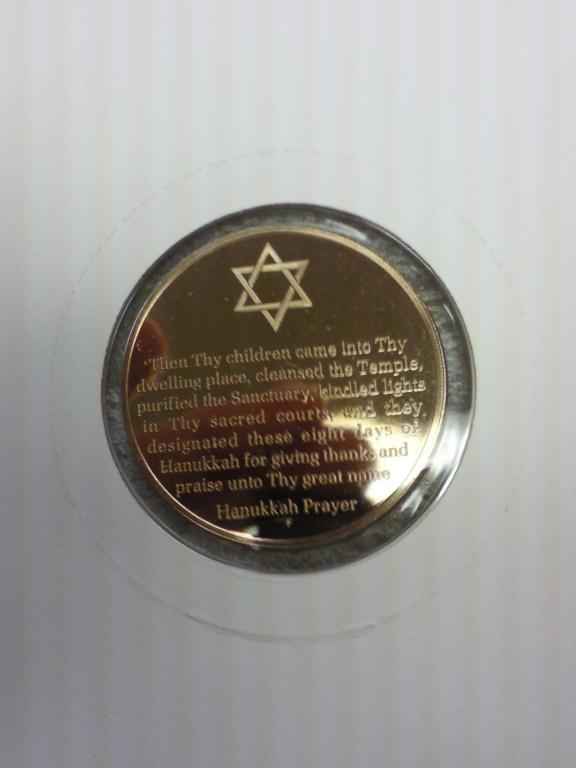 Then Thy children came into Thy
dwelling place, cleansed the Temple,
purified the Sanctuary, kindled lights
in Thy sacred courts, and they,
designated these eight days of
Hanukkah for giving thanks and
praise unto Thy great name
Hanukkah Prayer